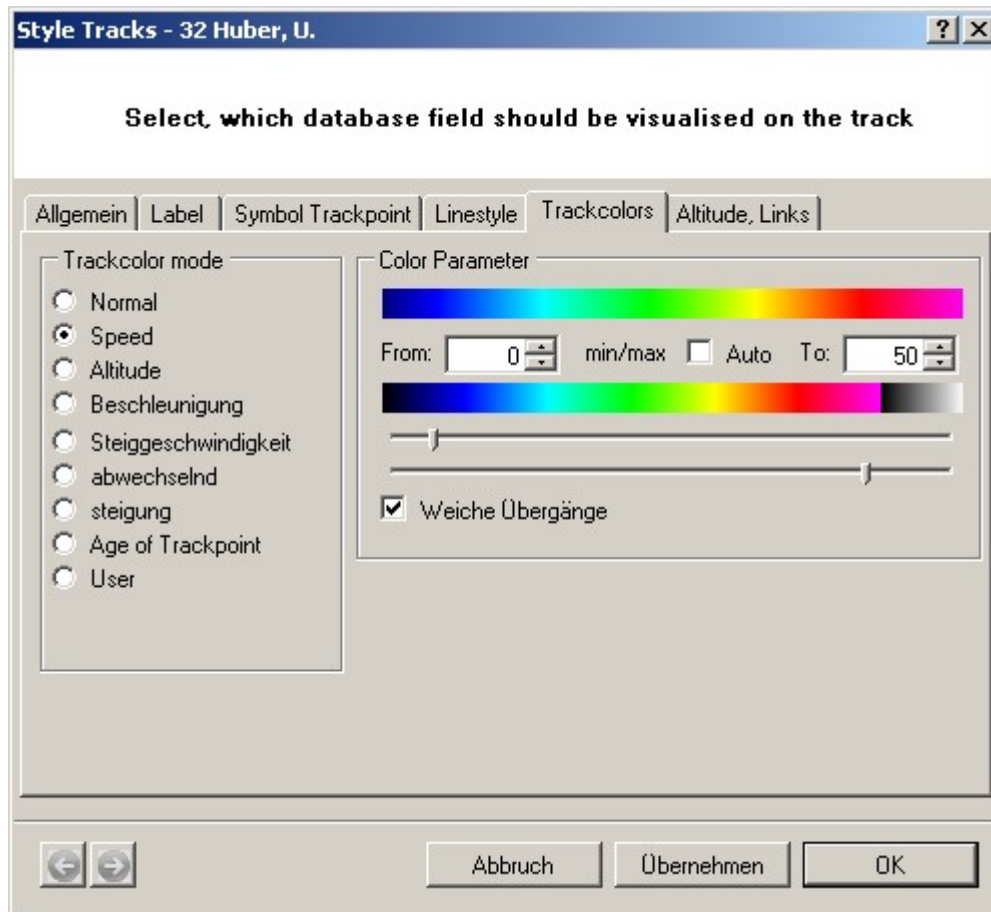 Style Tracks - 32 Huber, U.
Select, which database field should be visualised on the track
Allgemein Label Symbol Trackpoint Linestyle Trackcolors Altitude, Links
Trackcolor mode
Normal
Speed
Altitude
Beschleunigung
Steiggeschwindigkeit
abwechselnd
steigung
Age of Trackpoint
User
Color Parameter
From: 0 min/max Auto To: 50
Weiche Übergänge
Abbruch Übernehmen OK